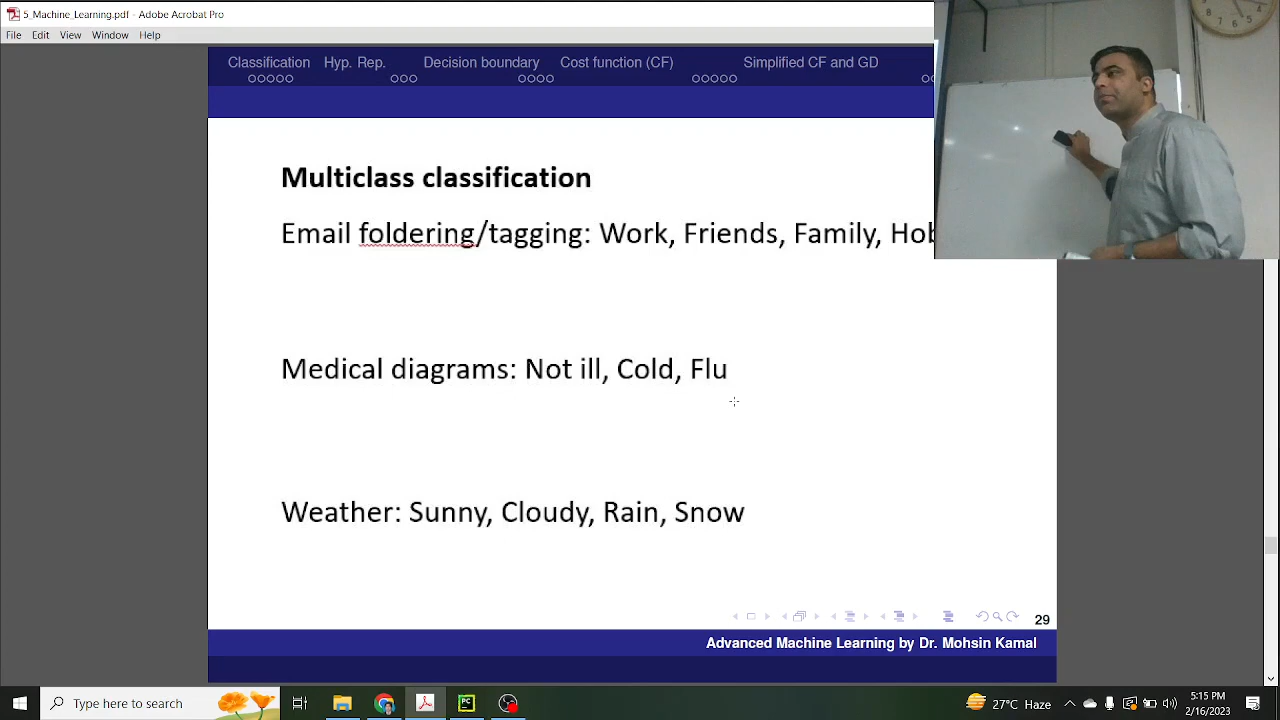 5_Machine_Learning.pdf - Adobe Acrobat Pro
File Edit View Window Help
Classification Hyp. Rep. Decision boundary Cost function (CF) Simplified CF and GD
Multiclass classification
Email foldering/tagging: Work, Friends, Family, Hob
Medical diagrams: Not ill, Cold, Flu
Weather: Sunny, Cloudy, Rain, Snow
29
Advanced Machine Learning by Dr. Mohsin Kamal
Type here to search
PC
27°C Haze
5:15 PM
2/16/2023